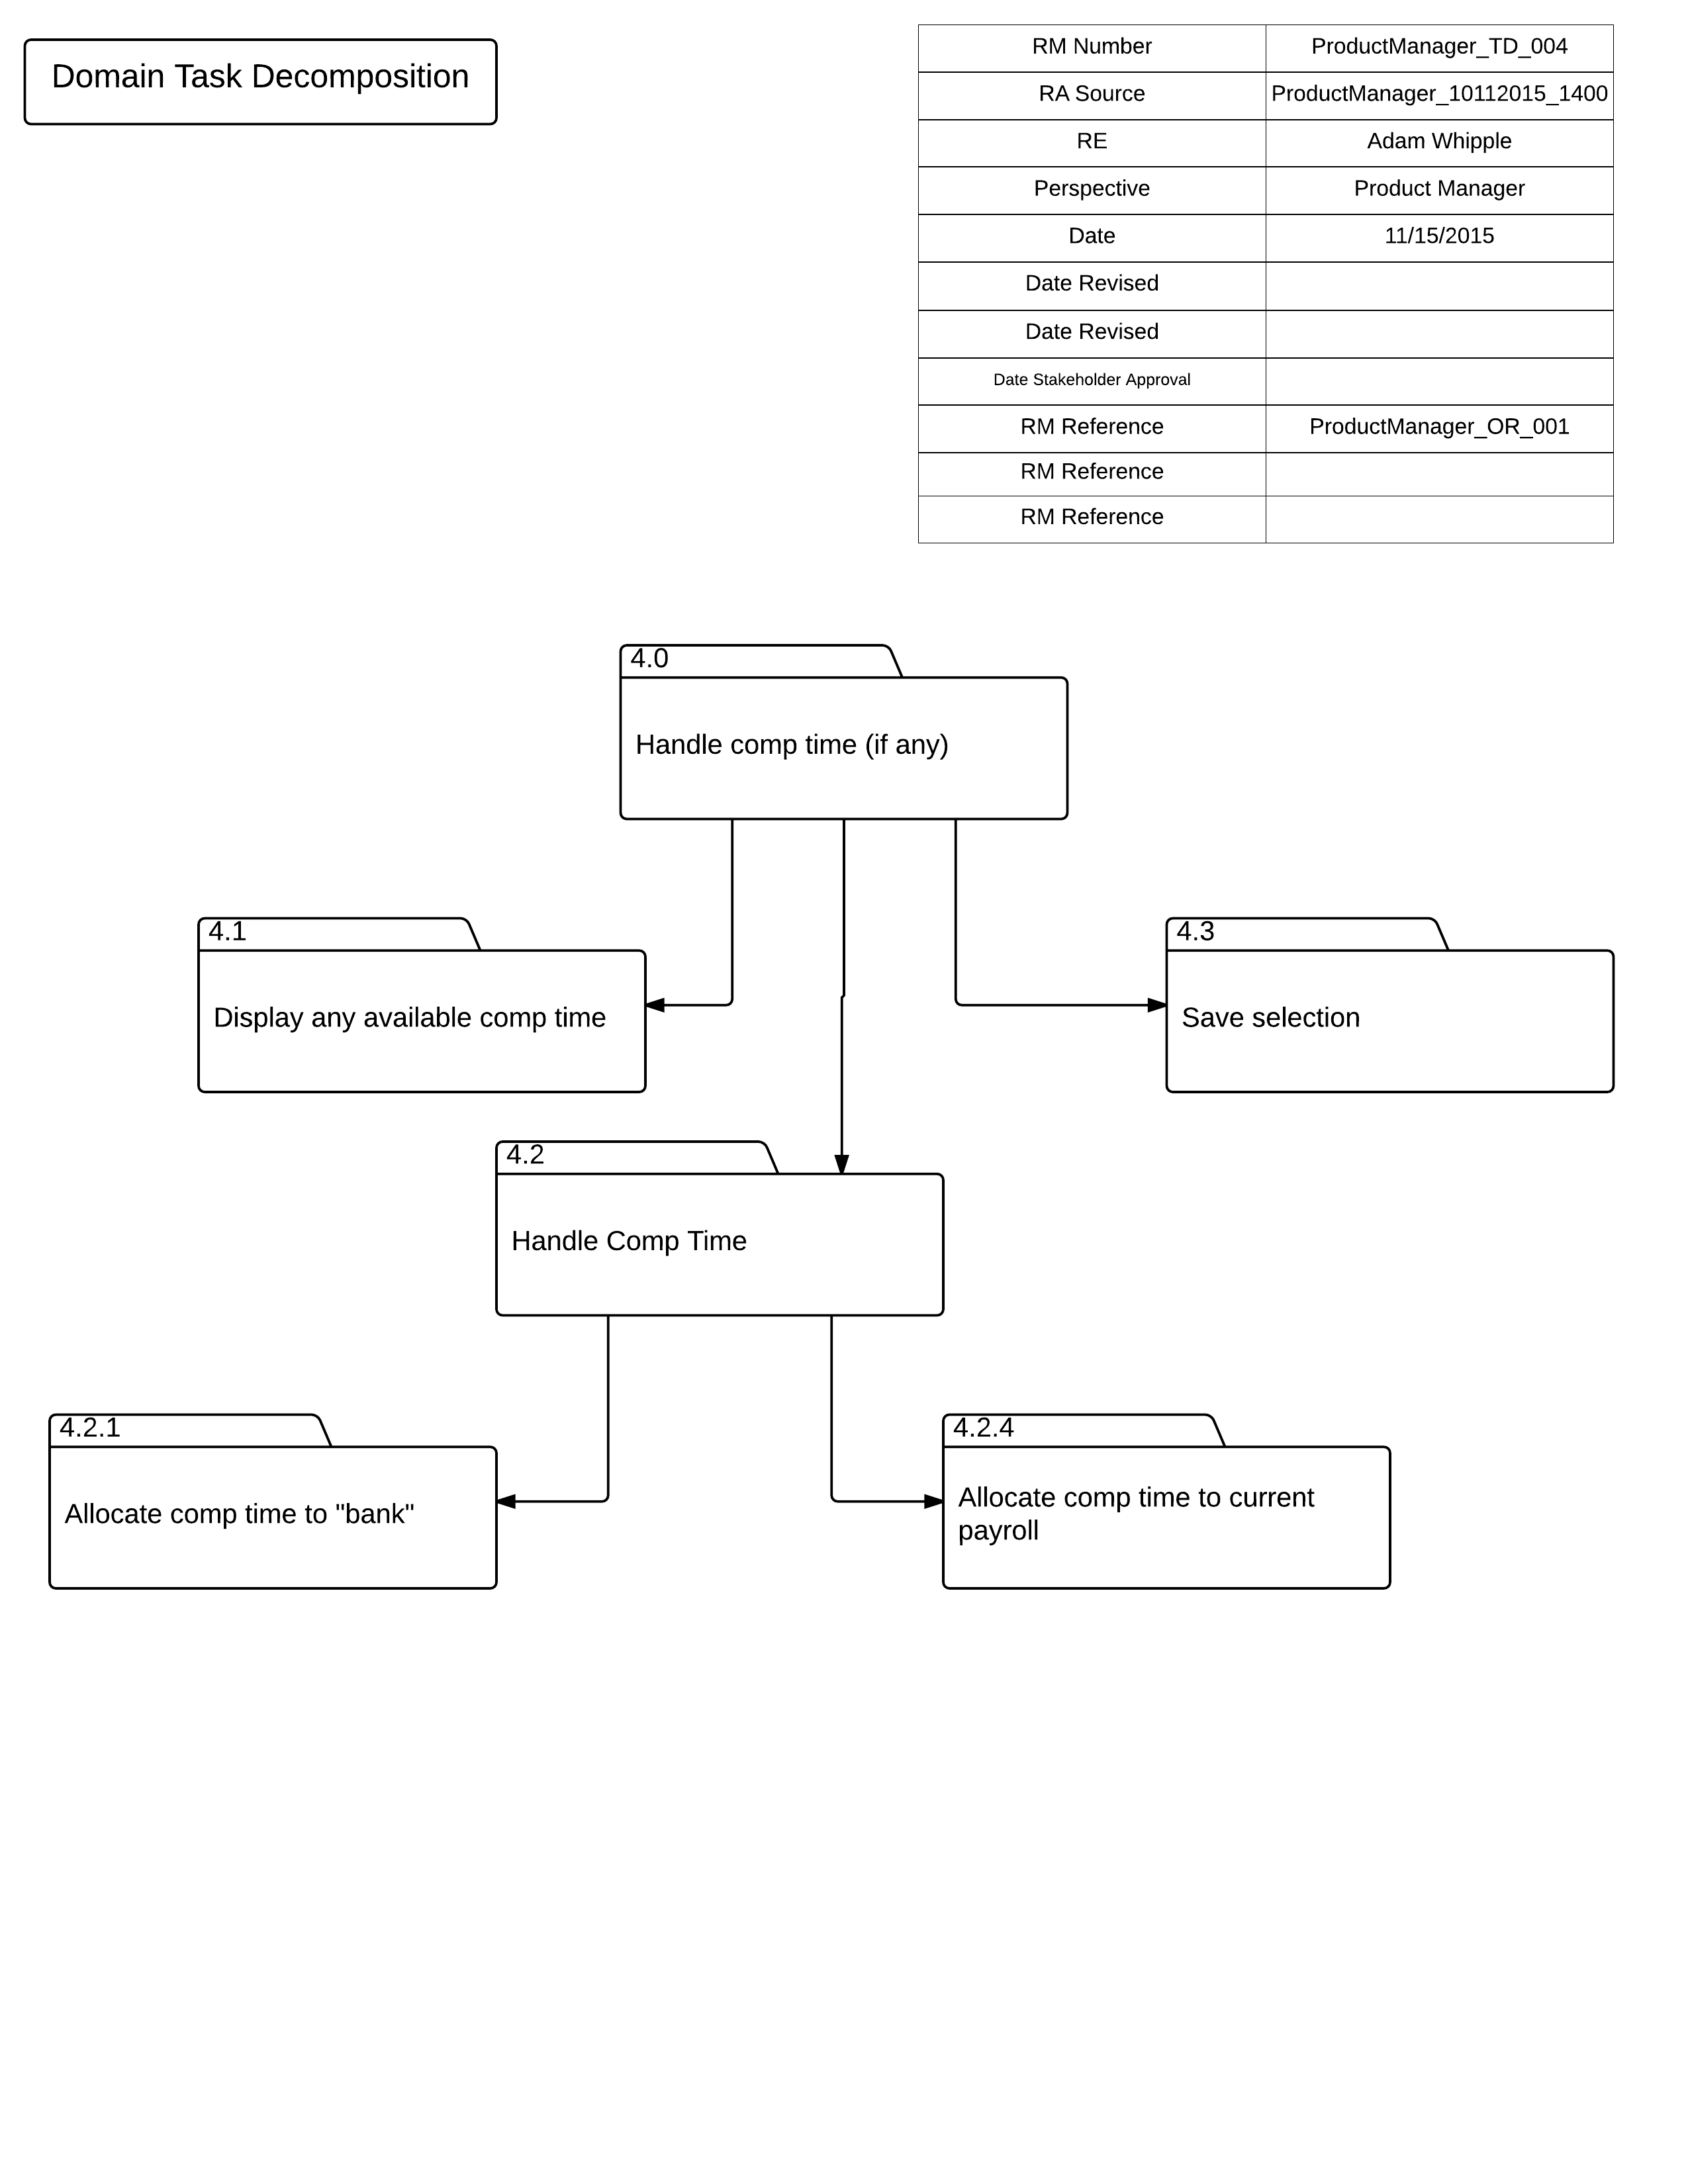 Domain Task Decomposition
RM Number ProductManager_TD_004
RA Source ProductManager_10112015_1400
RE Adam Whipple
Perspective Product Manager
Date 11/15/2015
Date Revised
Date Revised
Date Stakeholder Approval
RM Reference ProductManager_OR_001
RM Reference
RM Reference
4.0
Handle comp time (if any)
4.1
Display any available comp time
4.3
Save selection
4.2
Handle Comp Time
4.2.1
Allocate comp time to "bank"
4.2.4
Allocate comp time to current
payroll